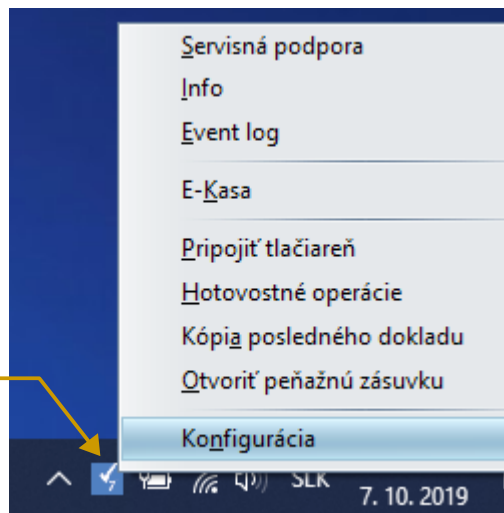 Servisná podpora
Info
Event log
E-Kasa
Pripojiť tlačiareň
Hotovostné operácie
Kópia posledného dokladu
Otvoriť peňažnú zásuvku
Konfigurácia
SLK
7. 10. 2019